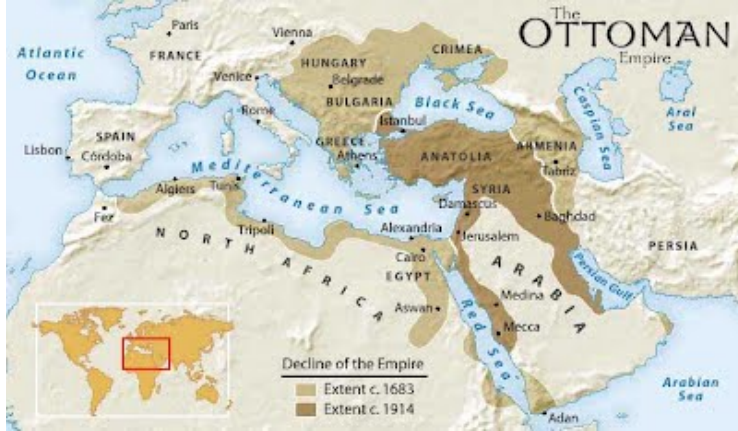 The
OTTOMAN
Empire
Paris
Vienna
Atlantic
Ocean
FRANCE
CRIMEA
HUNGARY
Venice
Belgrade
Caspian Sea
Aral
Sea
BULGARIA
Black Sea
Rome
Istanbul
SPAIN
GREECE
ARMENIA
Lisbon
Córdoba
Mediterranean Sea
Athens
ANATOLIA
Tabriz
Algiers
Tunis
SYRIA
Damascus
Fez
Tripoli
Alexandria
Baghdad
Jerusalem
PERSIA
NORTH AFRICA
Cairo
EGYPT
ARABIA
Persian Gulf
Aswan
Medina
Red Sea
Mecca
Decline of the Empire
Extent c. 1683
Extent c. 1914
Arabian
Sea
Adan